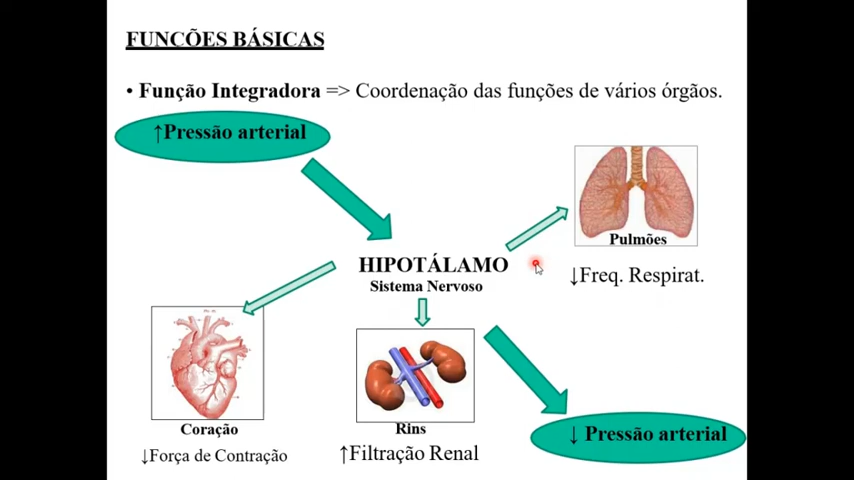 FUNCÕES BÁSICAS
• Função Integradora => Coordenação das funções de vários órgãos.
↑Pressão arterial
Pulmões
HIPOTÁLAMO
Sistema Nervoso
↓Freq. Respirat.
Coração
Rins
↓ Pressão arterial
↓Força de Contração
↑Filtração Renal